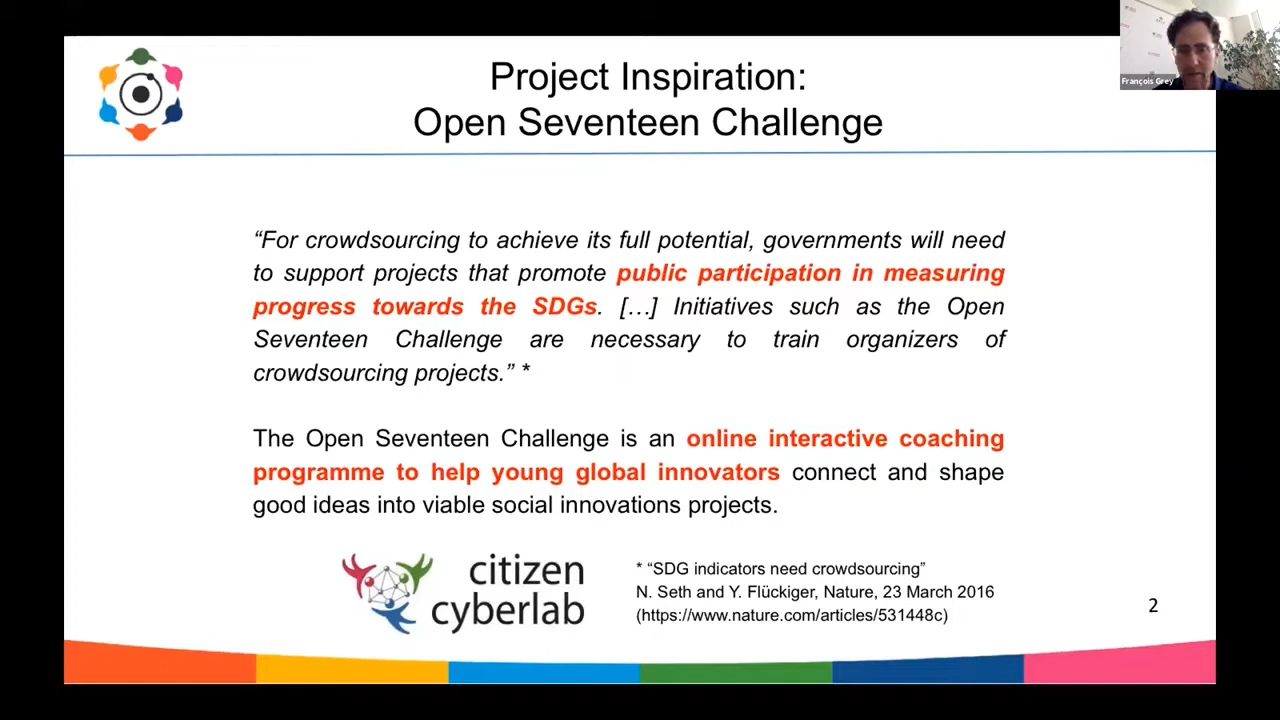 François Grey
Project Inspiration:
Open Seventeen Challenge
“For crowdsourcing to achieve its full potential, governments will need
to support projects that promote public participation in measuring
progress towards the SDGs. […] Initiatives such as the Open
Seventeen Challenge are necessary to train organizers of
crowdsourcing projects.” *
The Open Seventeen Challenge is an online interactive coaching
programme to help young global innovators connect and shape
good ideas into viable social innovations projects.
citizen
cyberlab
* “SDG indicators need crowdsourcing”
N. Seth and Y. Flückiger, Nature, 23 March 2016
(https://www.nature.com/articles/531448c)
2